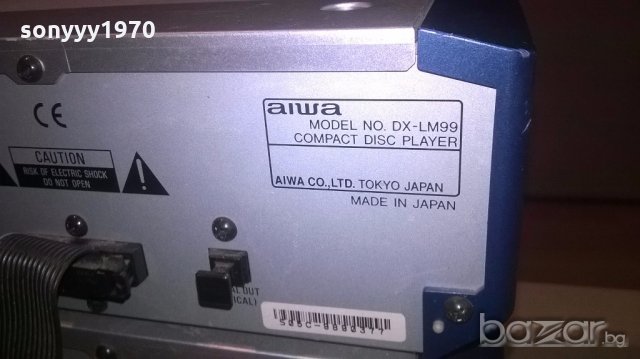 sonyyy1970
aiwa
MODEL NO. DX-LM99
COMPACT DISC PLAYER
AIWA CO.,LTD. TOKYO JAPAN
MADE IN JAPAN
CE
CAUTION
RISK OF ELECTRIC SHOCK
DO NOT OPEN
OUT
bazar.bg